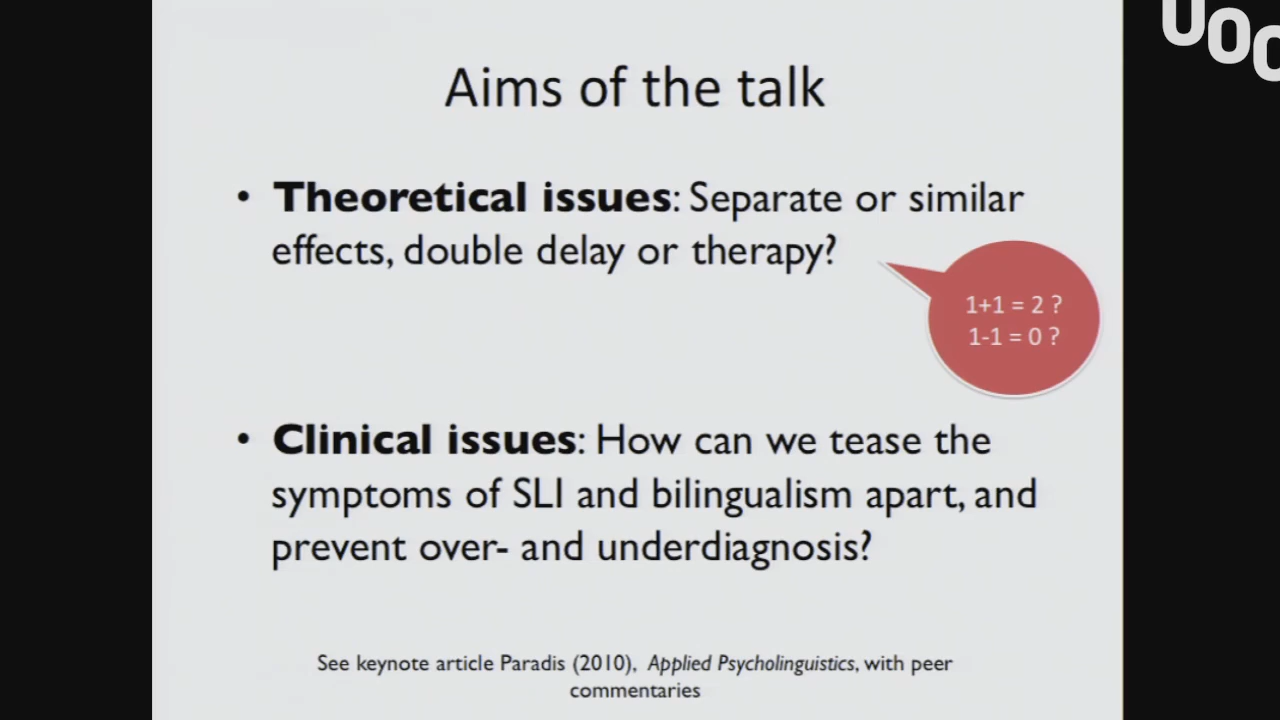 UOC
Aims of the talk
• Theoretical issues: Separate or similar
effects, double delay or therapy?
1+1 = 2 ?
1-1 = 0 ?
• Clinical issues: How can we tease the
symptoms of SLI and bilingualism apart, and
prevent over- and underdiagnosis?
See keynote article Paradis (2010), Applied Psycholinguistics, with peer
commentaries